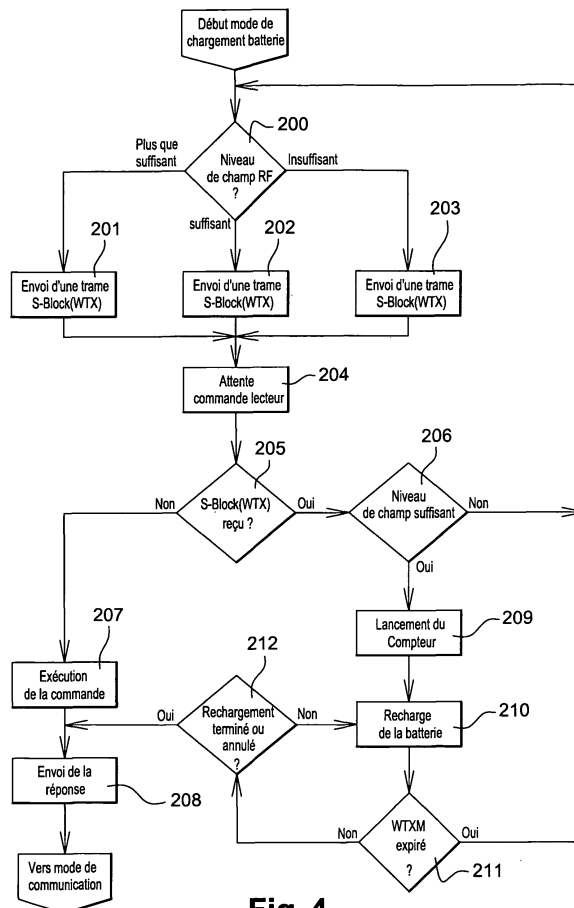 Début mode de
chargement batterie
200
Plus que
suffisant
Niveau
de champ RF
?
Insuffisant
suffisant
201
202
203
Envoi d'une trame
S-Block(WTX)
Envoi d'une trame
S-Block(WTX)
Envoi d'une trame
S-Block(WTX)
Attente
commande lecteur
204
205
206
Non
S-Block(WTX)
reçu ?
Oui
Niveau
de champ suffisant
Non
Oui
207
212
Lancement du
Compteur
209
Exécution
de la commande
Oui
Rechargement
terminé ou
annulé
?
Non
Recharge
de la batterie
210
Envoi de la
réponse
208
Non
WTXM
expiré
?
Oui
211
Vers mode de
communication
Fig. 4